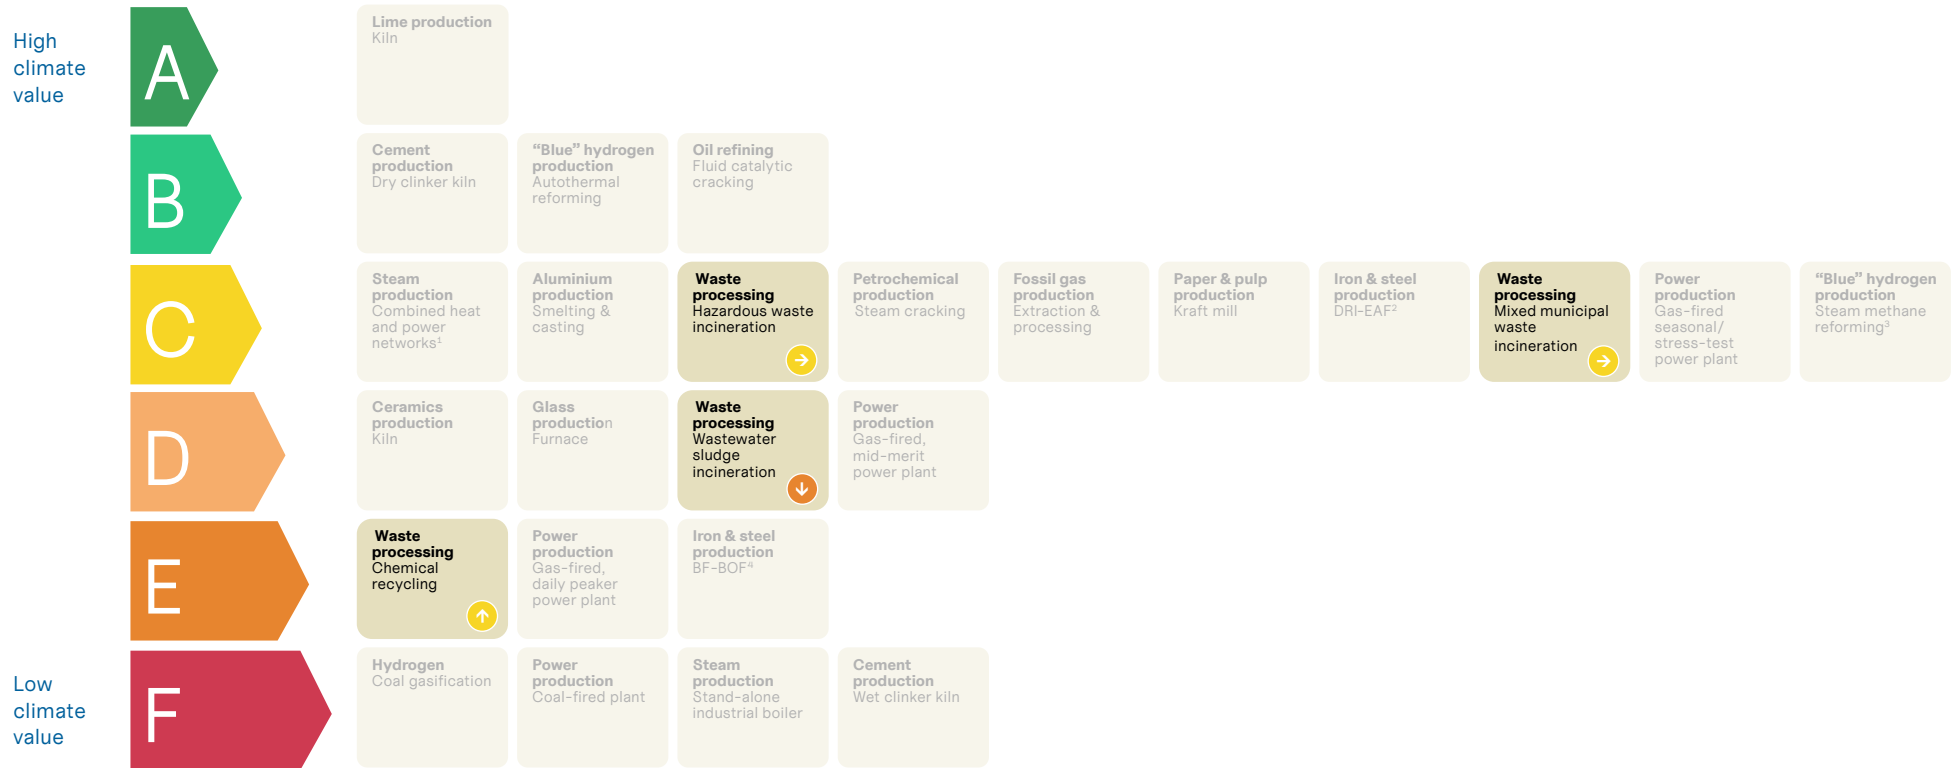 High
climate
value
A
Lime production
Kiln
B
Cement
production
Dry clinker kiln
“Blue” hydrogen
production
Autothermal
reforming
Oil refining
Fluid catalytic
cracking
C
Steam
production
Combined heat
and power
networks¹
Aluminium
production
Smelting &
casting
Waste
processing
Hazardous waste
incineration
Petrochemical
production
Steam cracking
Fossil gas
production
Extraction &
processing
Paper & pulp
production
Kraft mill
Iron & steel
production
DRI-EAF²
Waste
processing
Mixed municipal
waste
incineration
Power
production
Gas-fired
seasonal/
stress-test
power plant
“Blue” hydrogen
production
Steam methane
reforming³
D
Ceramics
production
Kiln
Glass
production
Furnace
Waste
processing
Wastewater
sludge
incineration
Power
production
Gas-fired,
mid-merit
power plant
E
Waste
processing
Chemical
recycling
Power
production
Gas-fired,
daily peaker
power plant
Iron & steel
production
BF-BOF⁴
Low
climate
value
F
Hydrogen
Coal gasification
Power
production
Coal-fired plant
Steam
production
Stand-alone
industrial boiler
Cement
production
Wet clinker kiln